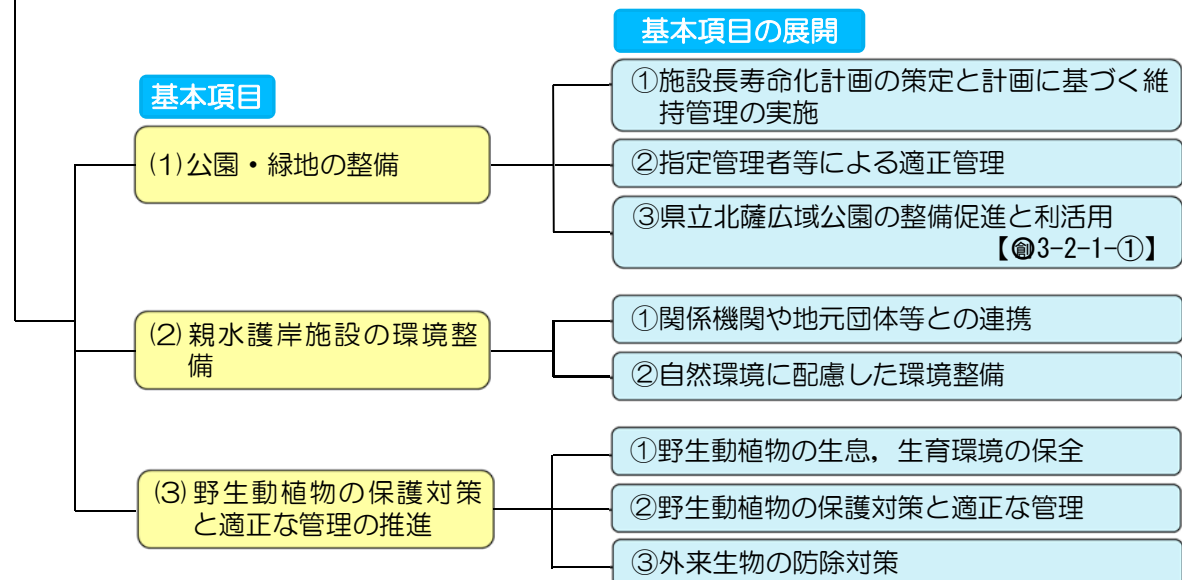 基本項目の展開
基本項目
(1)公園・緑地の整備
①施設長寿命化計画の策定と計画に基づく維
持管理の実施
②指定管理者等による適正管理
③県立北薩広域公園の整備促進と利活用
【㊝3-2-1-①】
(2)親水護岸施設の環境整
備
①関係機関や地元団体等との連携
②自然環境に配慮した環境整備
(3)野生動植物の保護対策
と適正な管理の推進
①野生動植物の生息，生育環境の保全
②野生動植物の保護対策と適正な管理
③外来生物の防除対策